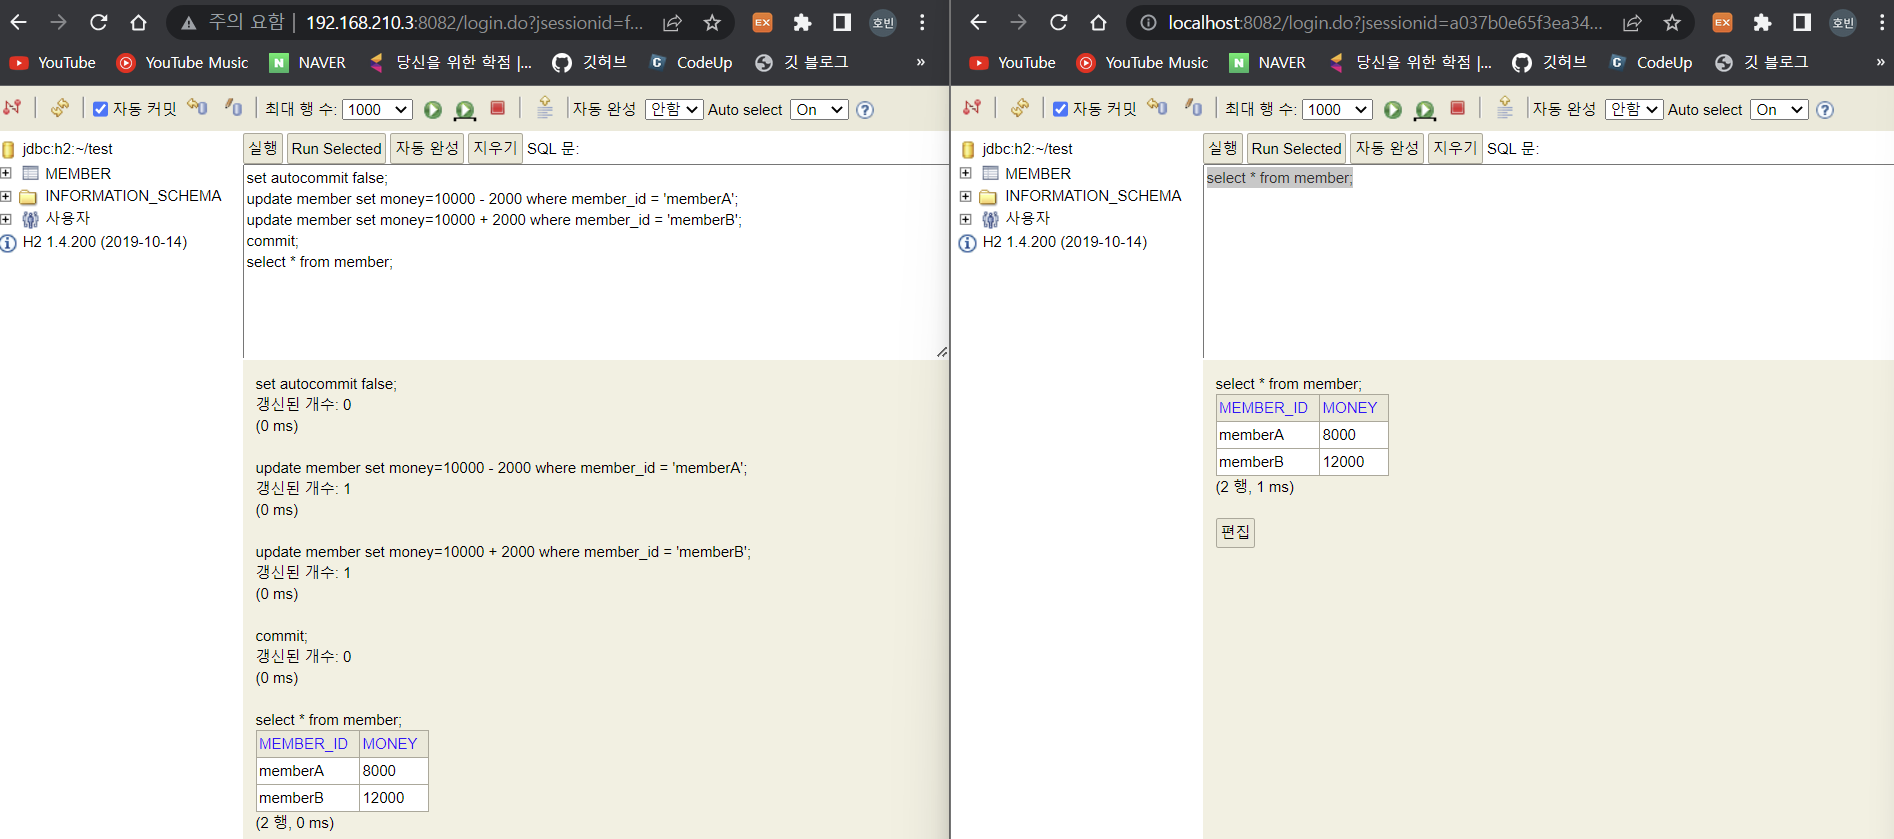 주의 요함 | 192.168.210.3:8082/login.do?jsessionid=f...
EX
호빈
YouTube YouTube Music N NAVER 당신을 위한 학점 |... 깃허브 C CodeUp 깃 블로그 »
자동 커밋 최대 행 수: 1000 자동 완성 안함 Auto select On ?
jdbc:h2:~/test
MEMBER
INFORMATION_SCHEMA
사용자
H2 1.4.200 (2019-10-14)
실행 Run Selected 자동 완성 지우기 SQL 문:
set autocommit false;
update member set money=10000 - 2000 where member_id = 'memberA';
update member set money=10000 + 2000 where member_id = 'memberB';
commit;
select * from member;
set autocommit false;
갱신된 개수: 0
(0 ms)
update member set money=10000 - 2000 where member_id = 'memberA';
갱신된 개수: 1
(0 ms)
update member set money=10000 + 2000 where member_id = 'memberB';
갱신된 개수: 1
(0 ms)
commit;
갱신된 개수: 0
(0 ms)
select * from member;
MEMBER_ID MONEY
memberA 8000
memberB 12000
(2 행, 0 ms)
localhost:8082/login.do?jsessionid=a037b0e65f3ea34...
EX
호빈
YouTube YouTube Music N NAVER 당신을 위한 학점 |... 깃허브 C CodeUp 깃 블로그 »
자동 커밋 최대 행 수: 1000 자동 완성 안함 Auto select On ?
jdbc:h2:~/test
MEMBER
INFORMATION_SCHEMA
사용자
H2 1.4.200 (2019-10-14)
실행 Run Selected 자동 완성 지우기 SQL 문:
select * from member;
select * from member;
MEMBER_ID MONEY
memberA 8000
memberB 12000
(2 행, 1 ms)
편집